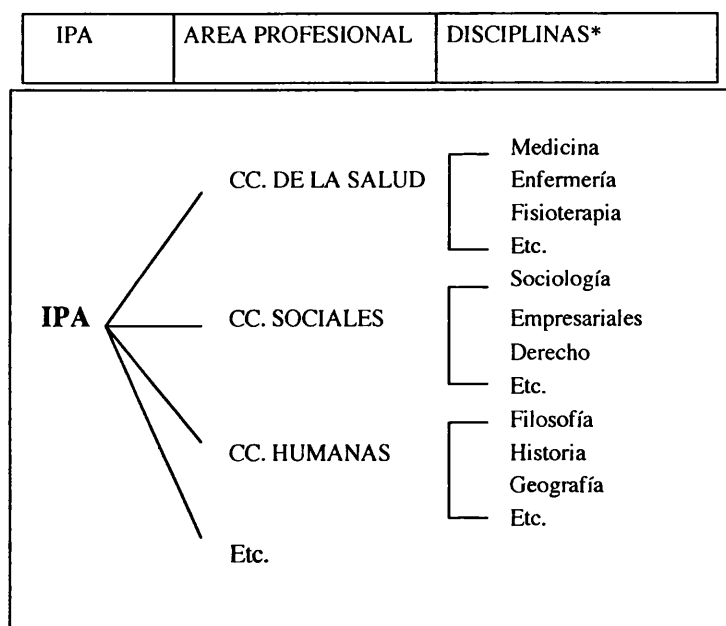 IPA AREA PROFESIONAL DISCIPLINAS*
Medicina
CC. DE LA SALUD Enfermería
Fisioterapia
Etc.
Sociología
IPA CC. SOCIALES Empresariales
Derecho
Etc.
Filosofía
CC. HUMANAS Historia
Geografía
Etc.
Etc.